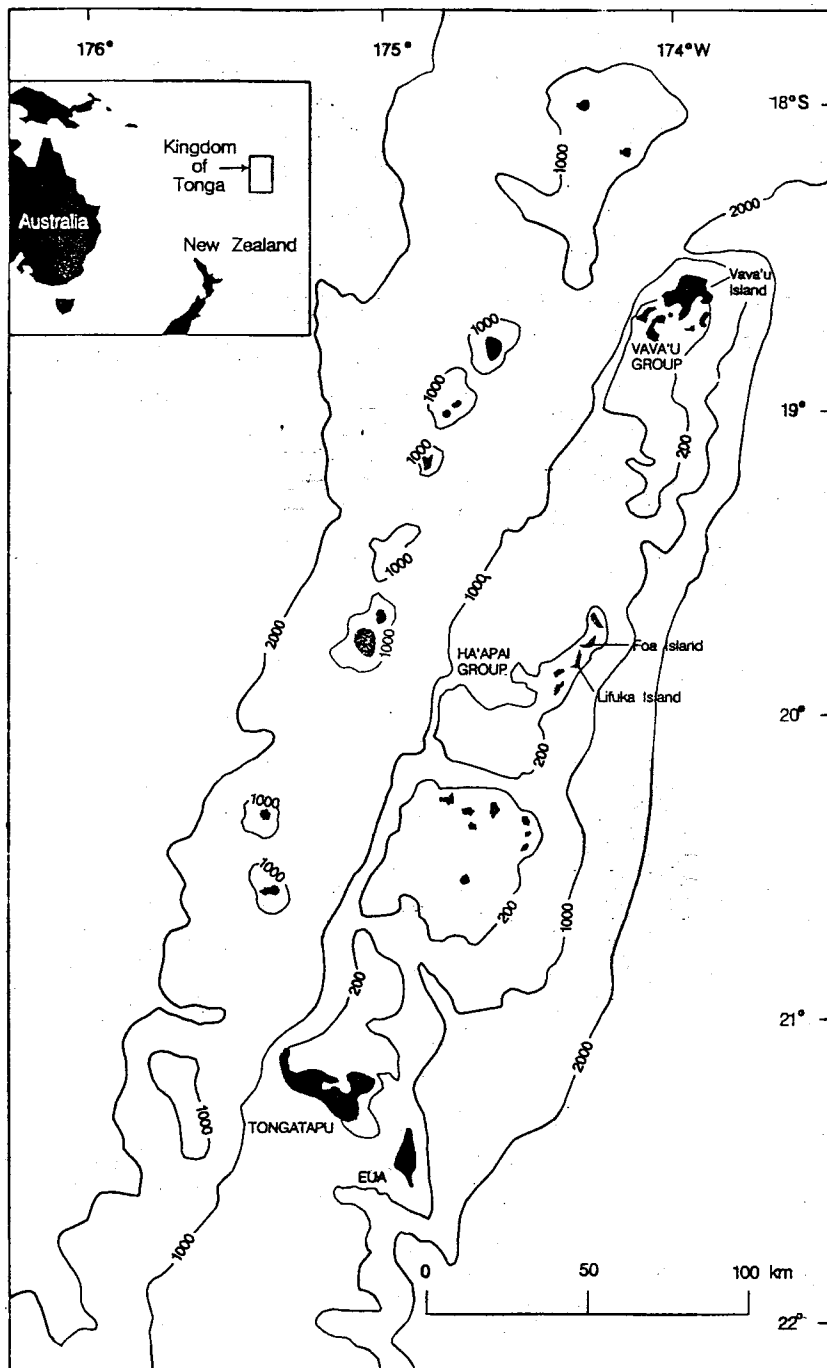 176°
175°
174°W
18°S
Kingdom
of
Tonga
Australia
New Zealand
1000
2000
Vava'u
Island
VAVA'U
GROUP
1000
1000
19°
200
1000
1000
1000
2000
1000
HA'APAI
GROUP
Foa Island
Lifuka Island
20°
200
1000
1000
200
1000
200
21°
2000
1000
TONGATAPU
EUA
1000
0 50 100 km
22°